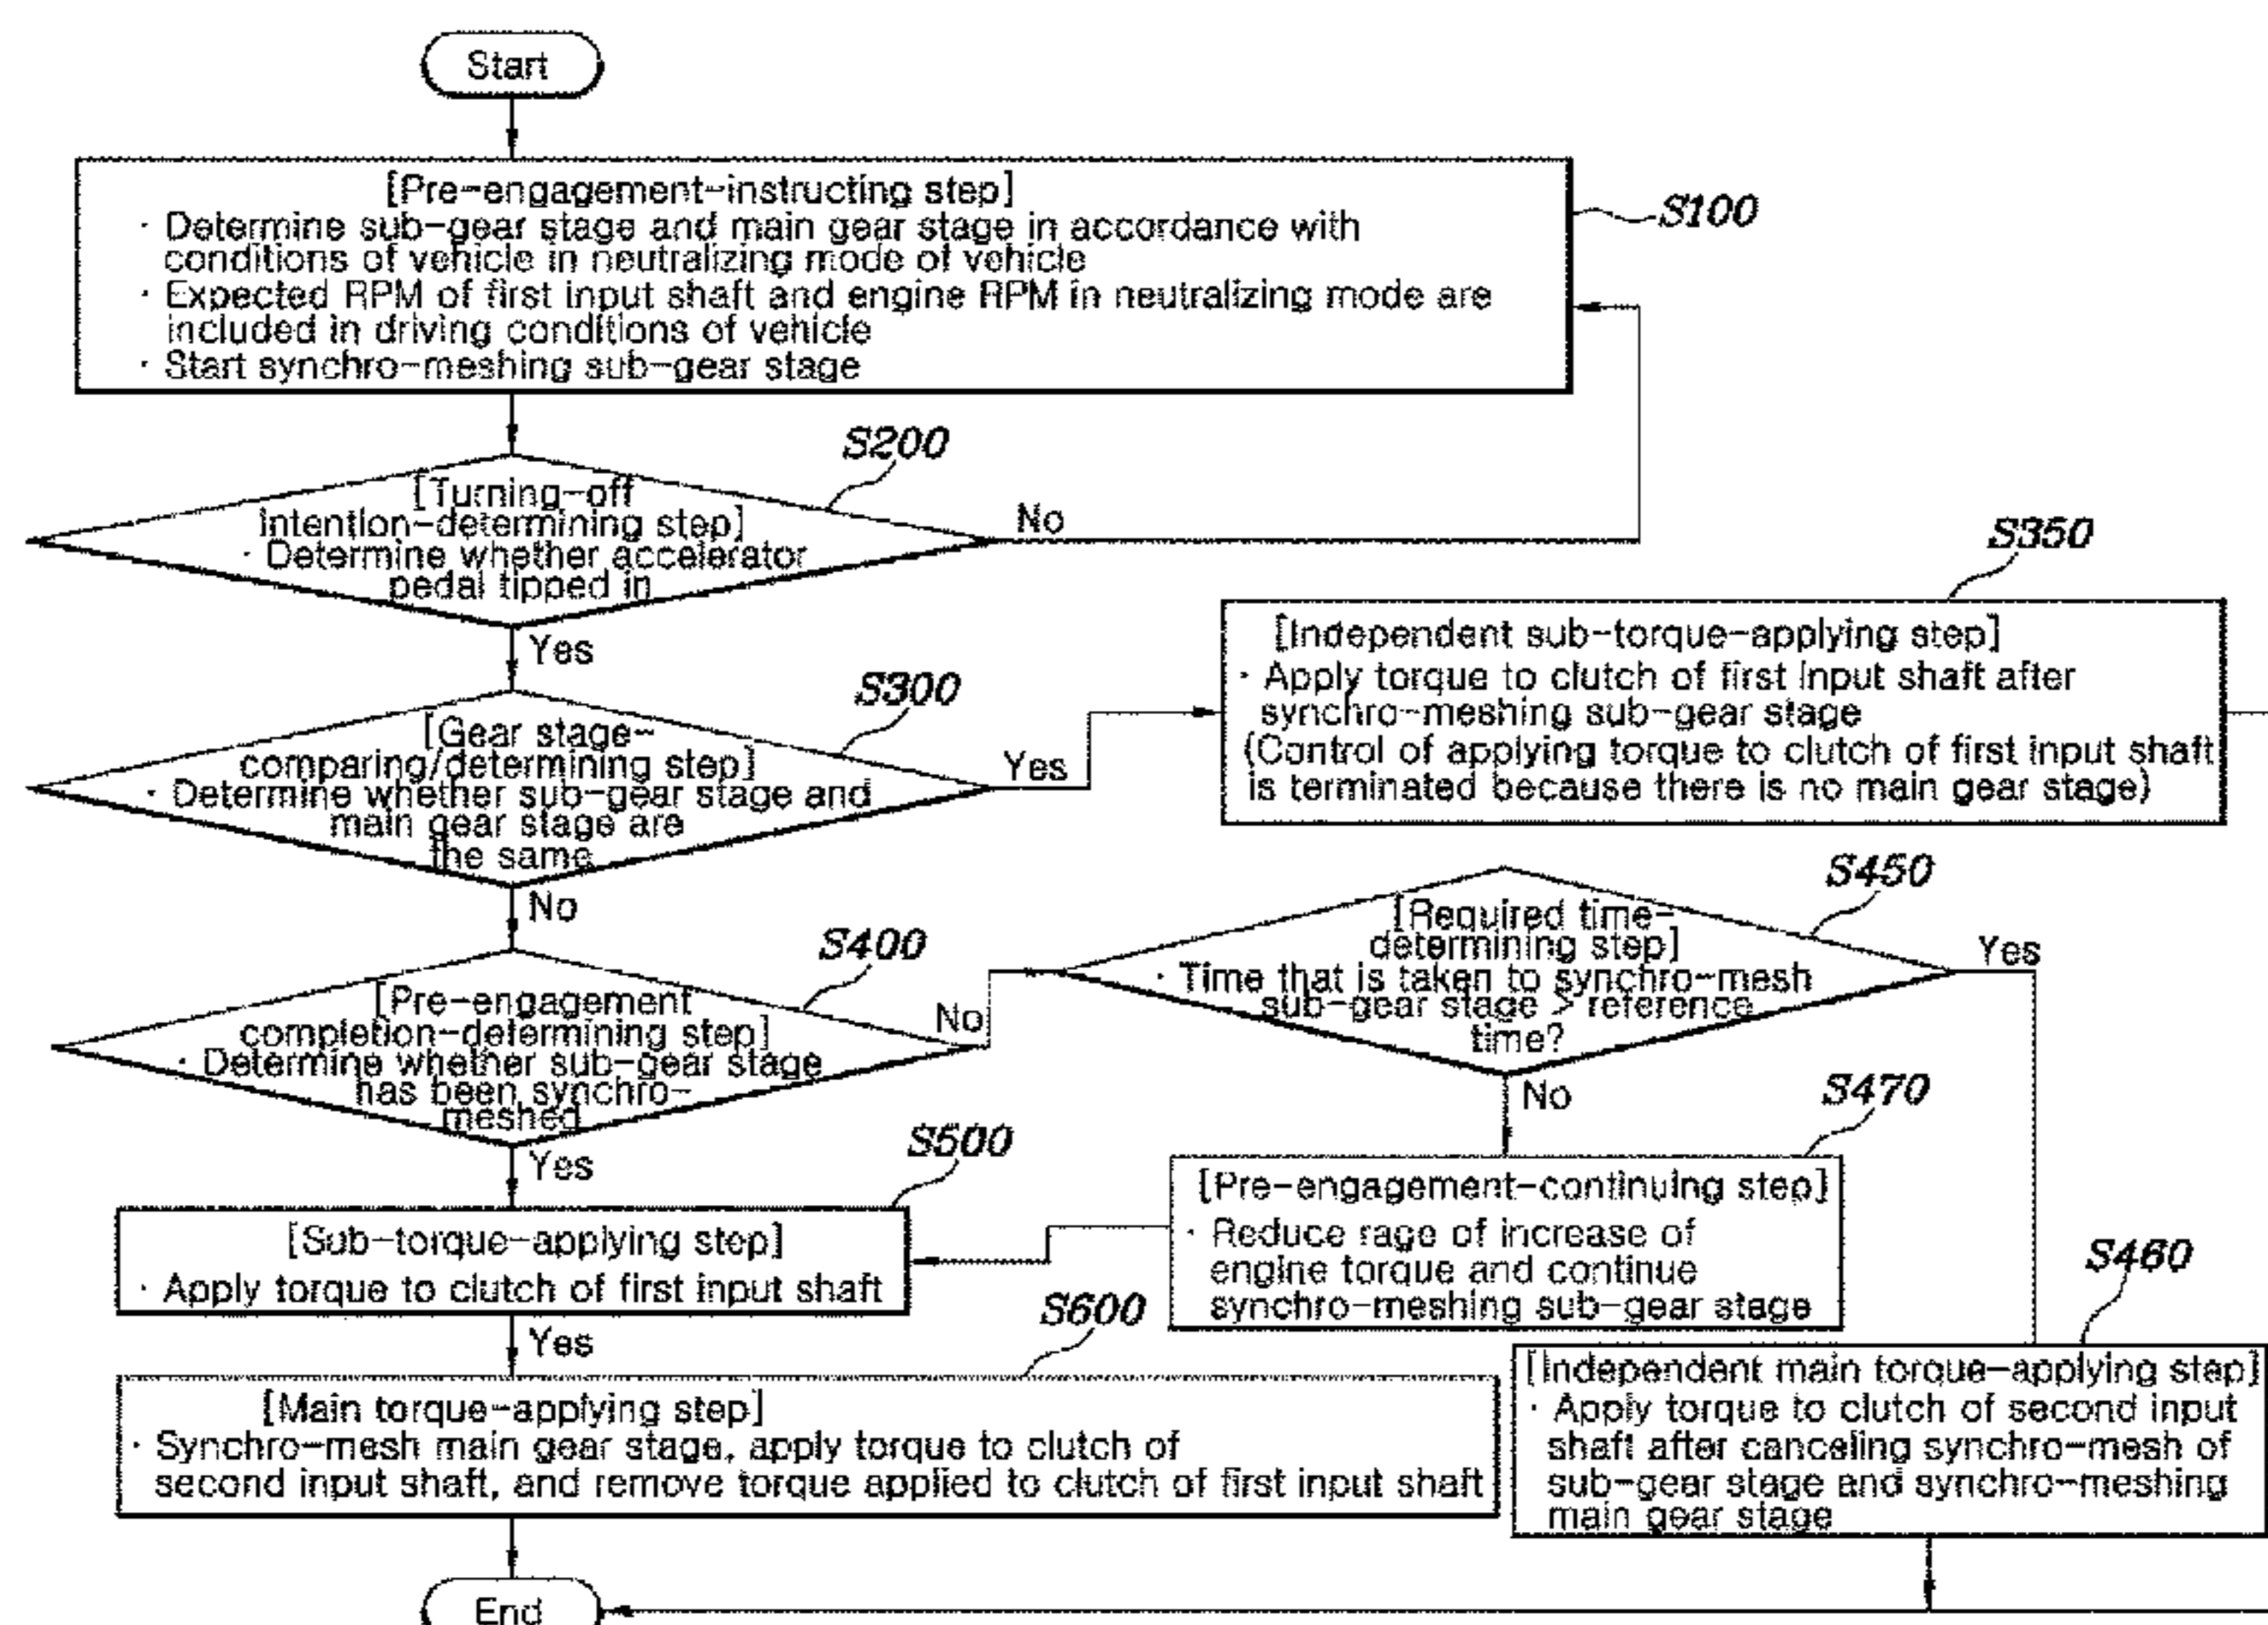 Start
[Pre-engagement-instructing step]
· Determine sub-gear stage and main gear stage in accordance with
conditions of vehicle in neutralizing mode of vehicle
· Expected RPM of first input shaft and engine RPM in neutralizing mode are
included in driving conditions of vehicle
· Start synchro-meshing sub-gear stage
S100
S200
[Turning-off
intention-determining step]
· Determine whether accelerator
pedal tipped in
No
Yes
S300
[Gear stage-
comparing/determining step]
· Determine whether sub-gear stage and
main gear stage are
the same
Yes
No
S350
[Independent sub-torque-applying step]
· Apply torque to clutch of first input shaft after
synchro-meshing sub-gear stage
(Control of applying torque to clutch of first input shaft
is terminated because there is no main gear stage)
S400
[Pre-engagement
completion-determining step]
· Determine whether sub-gear stage
has been synchro-
meshed
No
Yes
S450
[Required time-
determining step]
· Time that is taken to synchro-mesh
sub-gear stage > reference
time?
Yes
No
S470
[Pre-engagement-continuing step]
· Reduce rage of increase of
engine torque and continue
synchro-meshing sub-gear stage
S500
[Sub-torque-applying step]
· Apply torque to clutch of first input shaft
Yes
S460
[Independent main torque-applying step]
· Apply torque to clutch of second input
shaft after canceling synchro-mesh of
sub-gear stage and synchro-meshing
main gear stage
S600
[Main torque-applying step]
· Synchro-mesh main gear stage, apply torque to clutch of
second input shaft, and remove torque applied to clutch of first input shaft
End